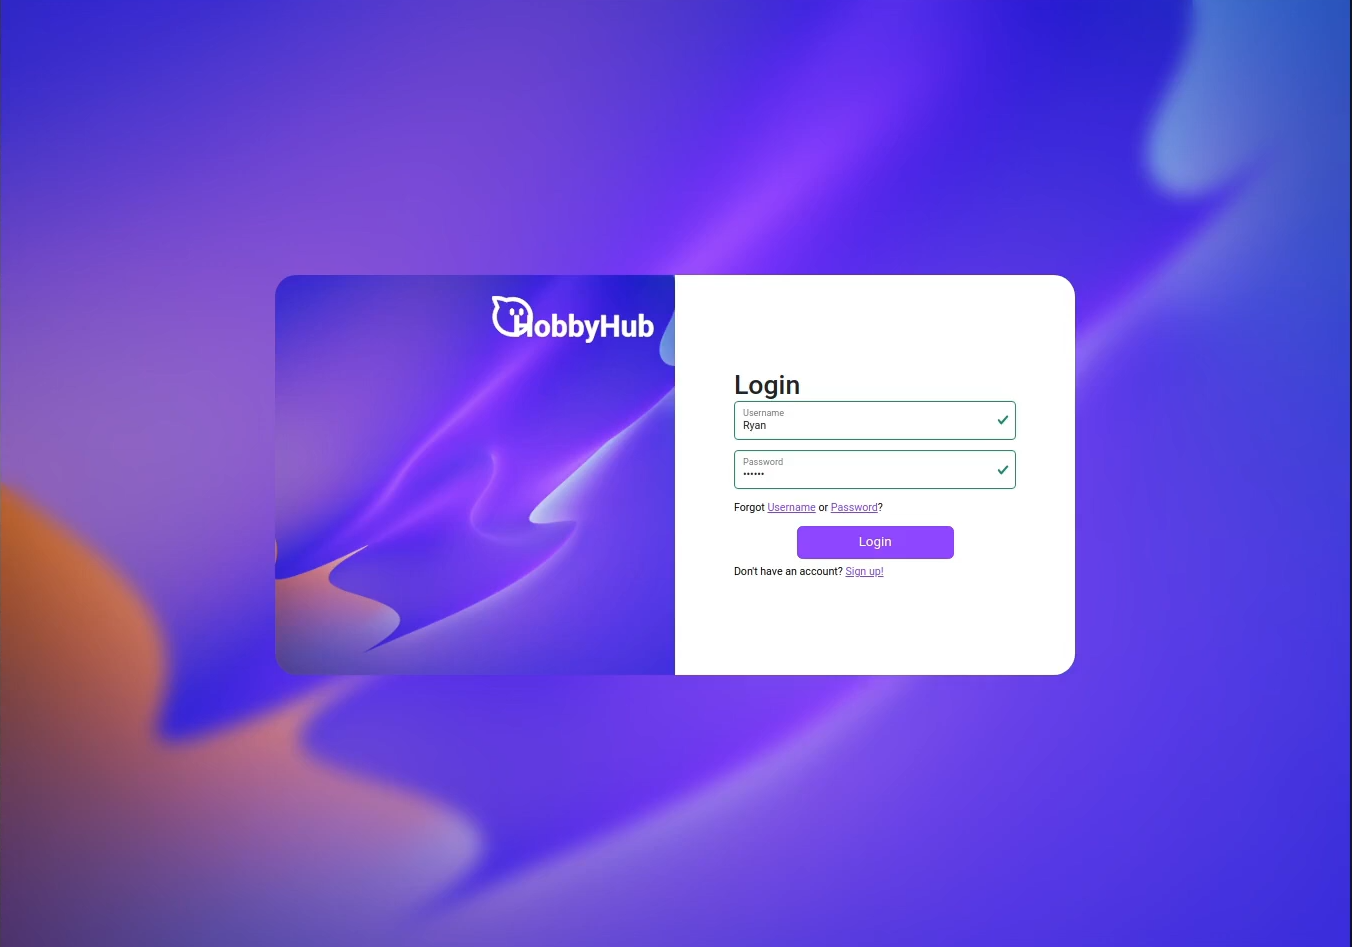 HobbyHub
Login
Username
Ryan
Password
••••••
Forgot Username or Password?
Login
Don't have an account? Sign up!